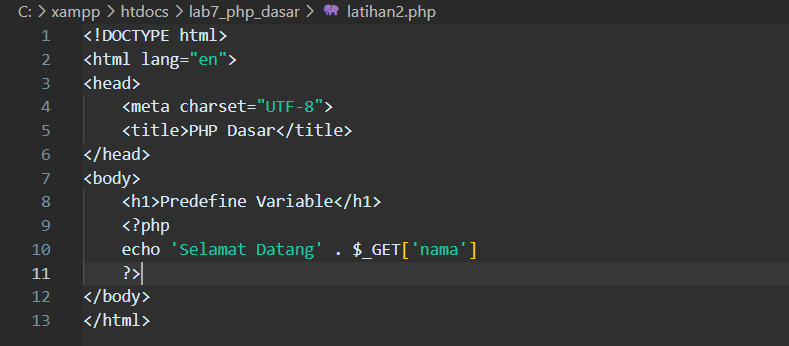 C: > xampp > htdocs > lab7_php_dasar > latihan2.php
1 <!DOCTYPE html>
2 <html lang="en">
3 <head>
4     <meta charset="UTF-8">
5     <title>PHP Dasar</title>
6 </head>
7 <body>
8     <h1>Predefine Variable</h1>
9     <?php
10     echo 'Selamat Datang' . $_GET['nama']
11     ?>
12 </body>
13 </html>